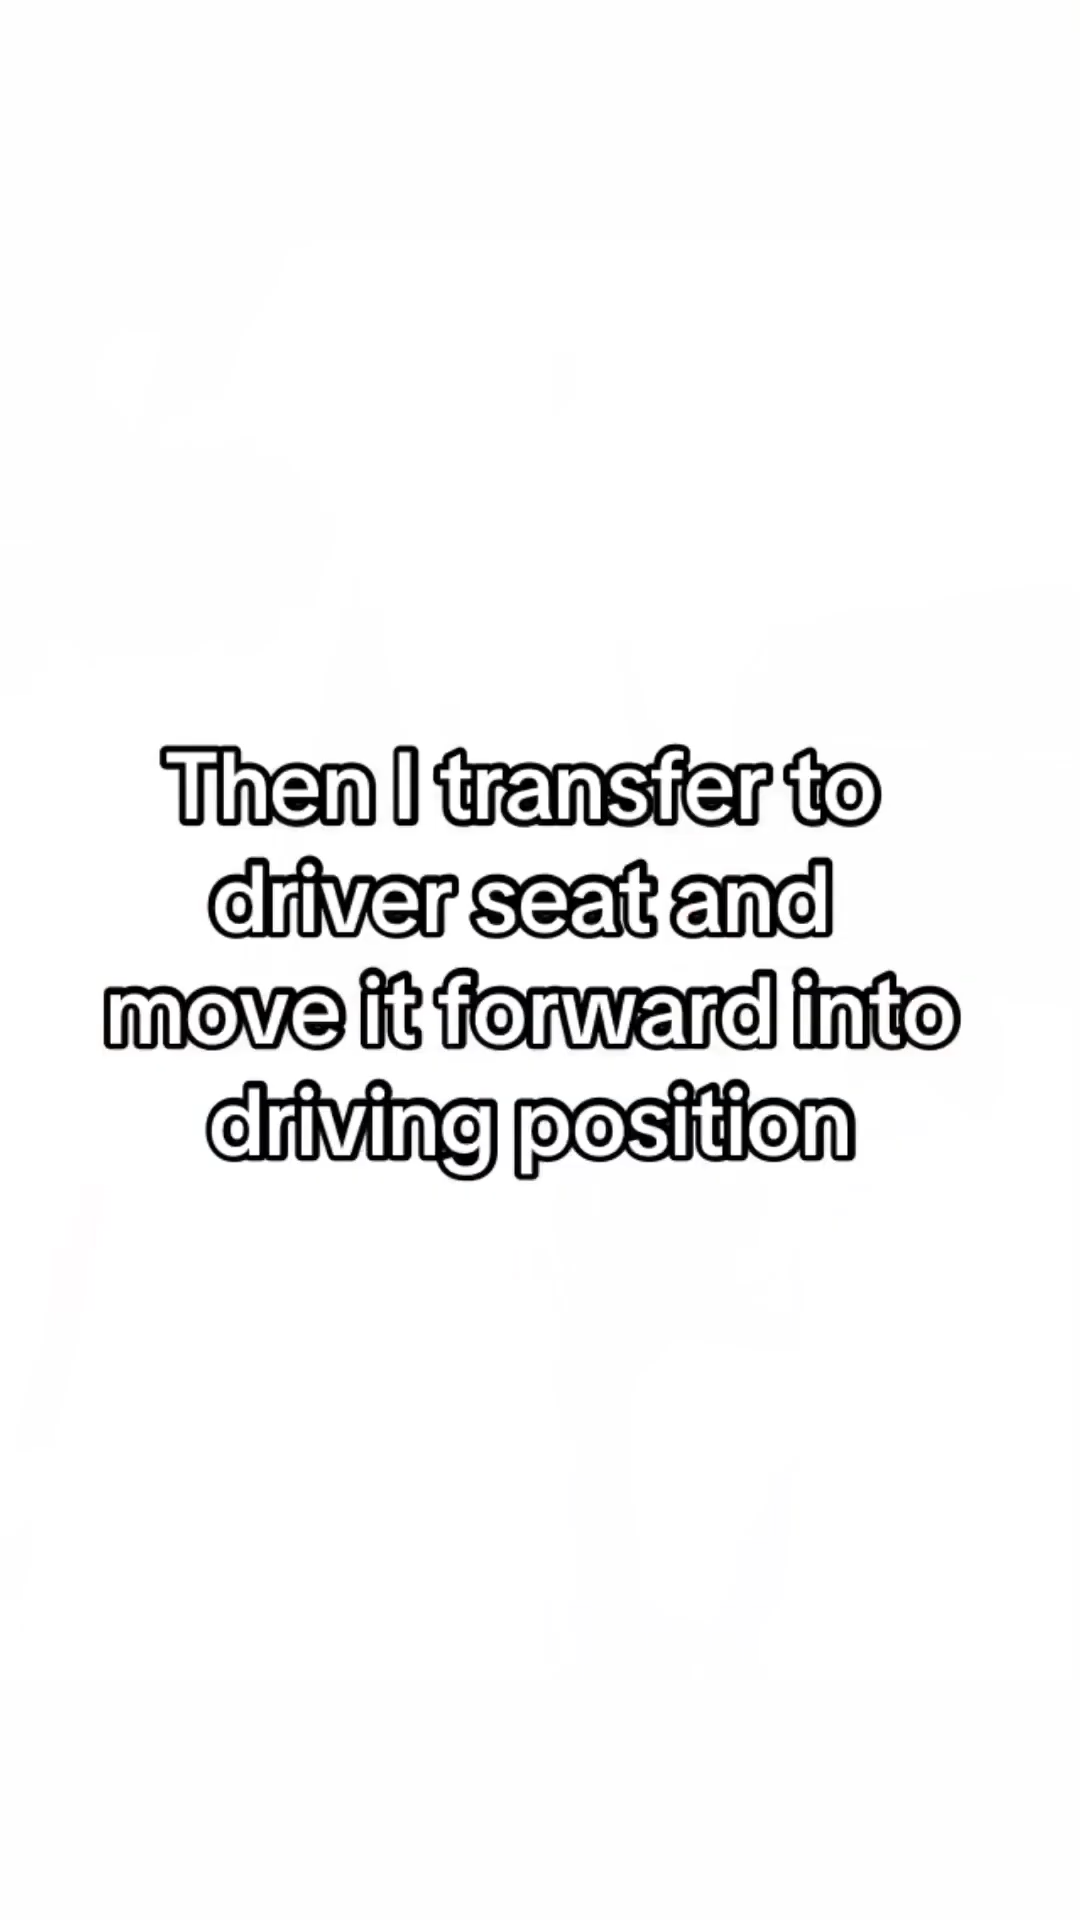 Then I transfer to
driver seat and
move it forward into
driving position